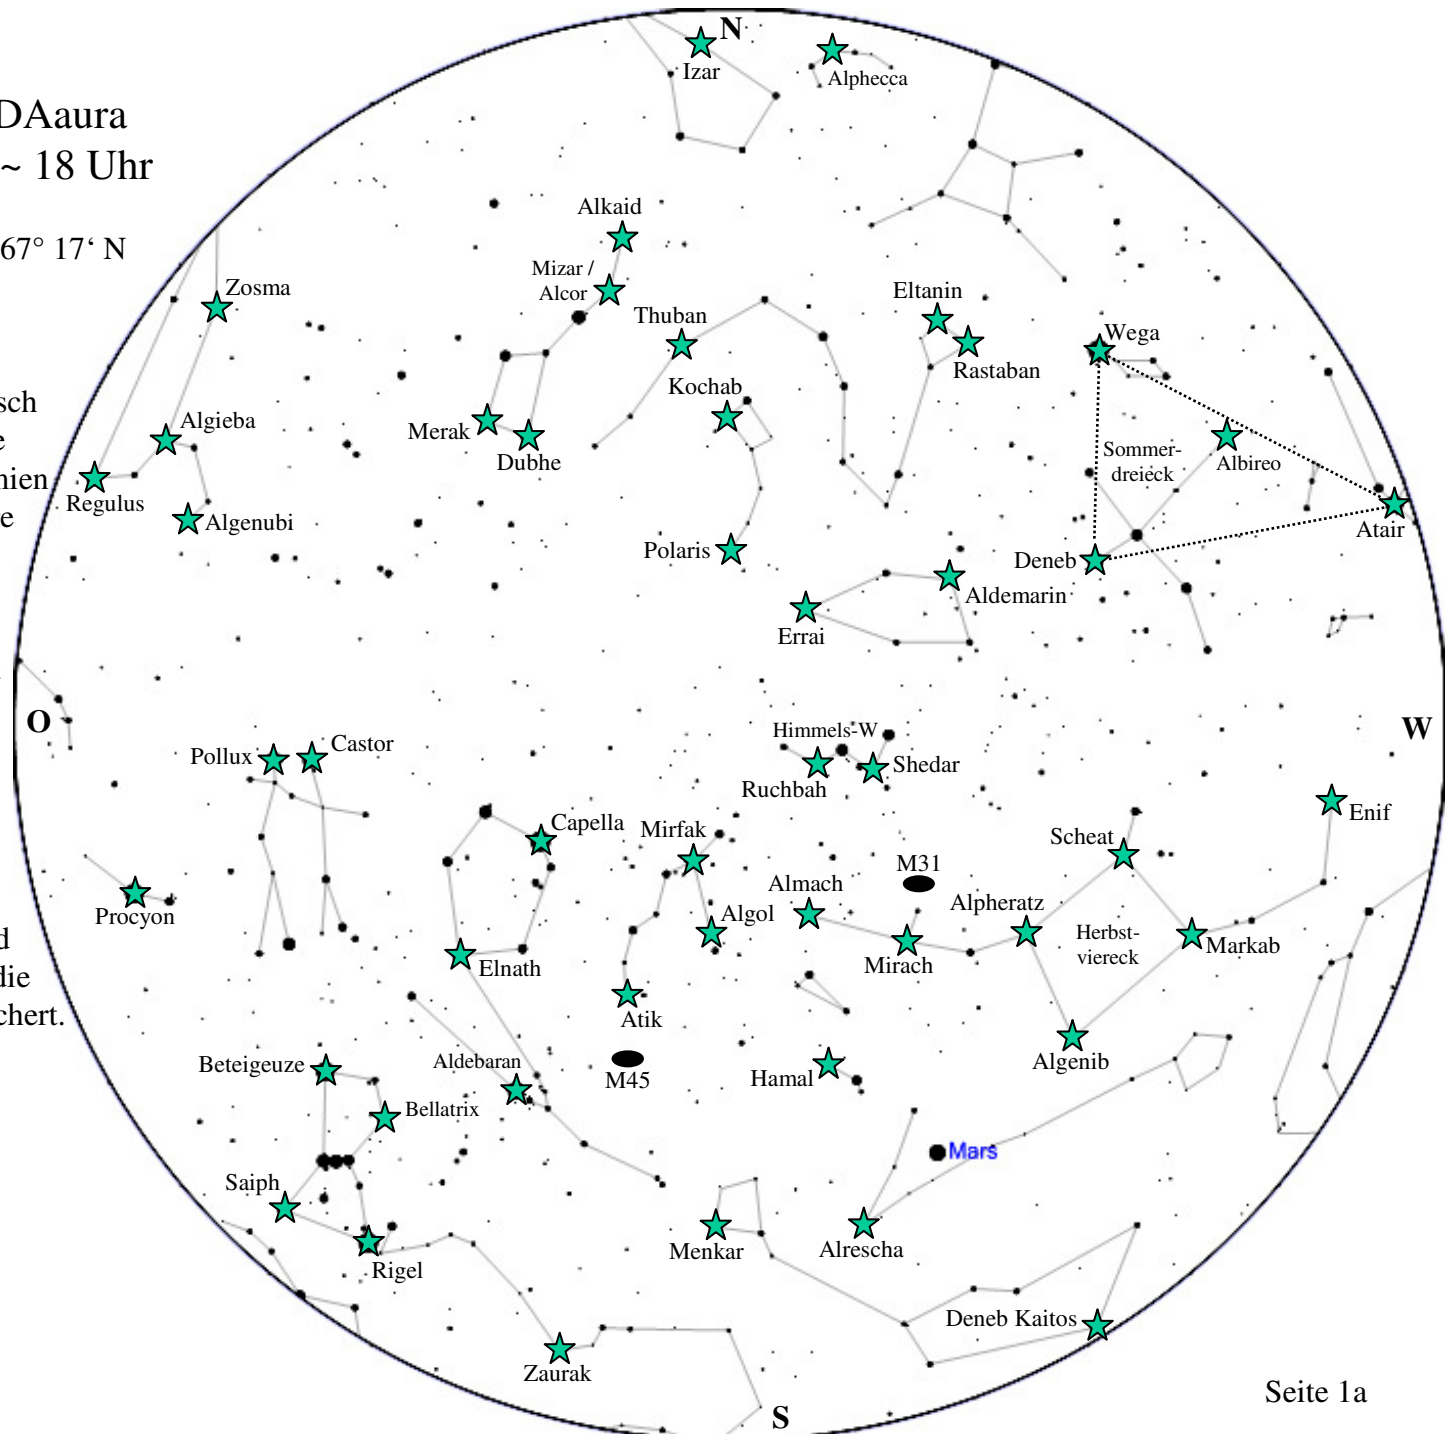 N
Izar
Alphecca
DAaura
~ 18 Uhr
67° 17‘ N
Alkaid
Mizar /
Alcor
Zosma
Thuban
Eltanin
Wega
Rastaban
Kochab
sch
Algieba
Merak
Dubhe
Sommer-
dreieck
Albireo
e
nien
Regulus
re
Algenubi
Atair
Polaris
Deneb
Aldemarin
Errai
O
W
Himmels-W
Pollux
Castor
Shedar
Ruchbah
Enif
Capella
Mirfak
Scheat
M31
Almach
Alpheratz
Procyon
Algol
Herbst-
viereck
Markab
d
Mirach
Elnath
die
chert.
Atik
Algenib
Beteigeuze
Aldebaran
M45
Hamal
Bellatrix
Mars
Saiph
Menkar
Alrescha
Rigel
Deneb Kaitos
Zaurak
Seite 1a
S